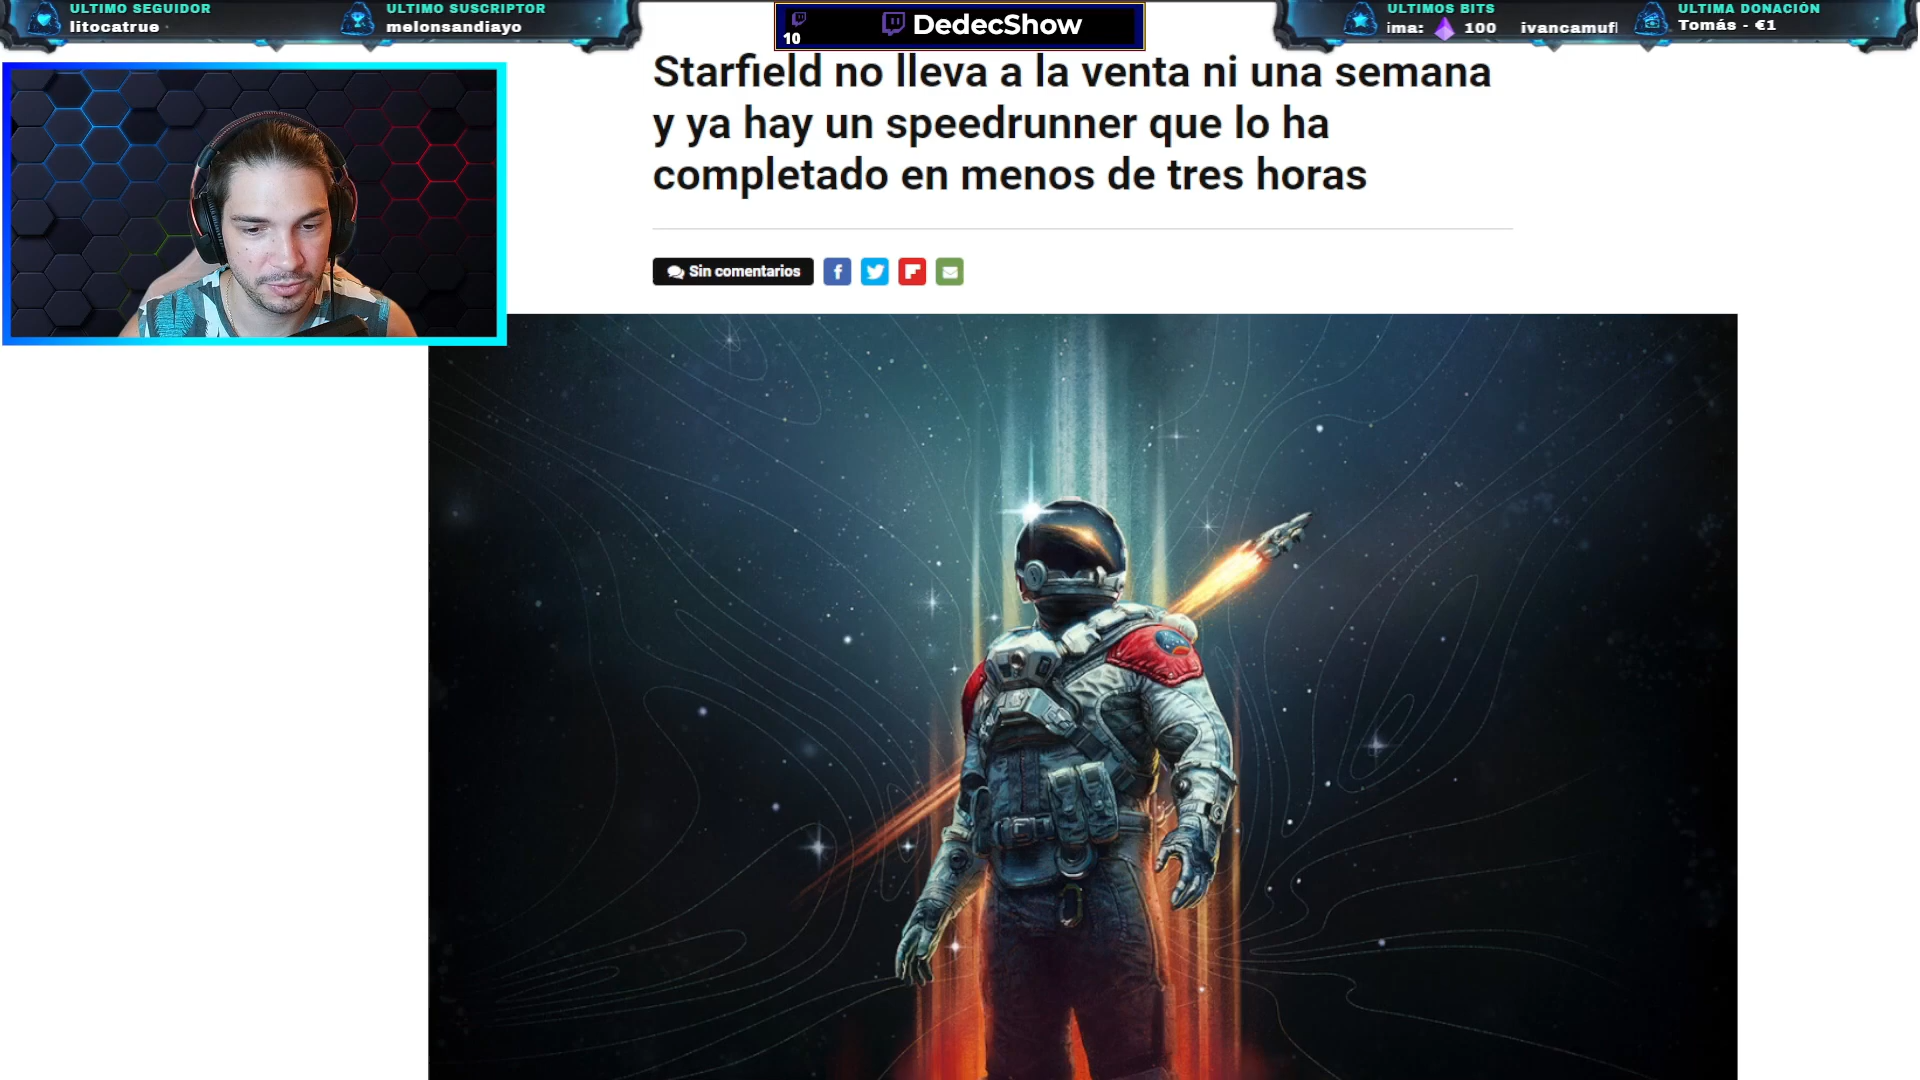 ULTIMO SEGUIDOR
litocatrue
ULTIMO SUSCRIPTOR
melonsandiayo
10
DedecShow
ULTIMOS BITS
ima: 100 ivancamufl
ULTIMA DONACIÓN
Tomás - €1
Starfield no lleva a la venta ni una semana
y ya hay un speedrunner que lo ha
completado en menos de tres horas
Sin comentarios